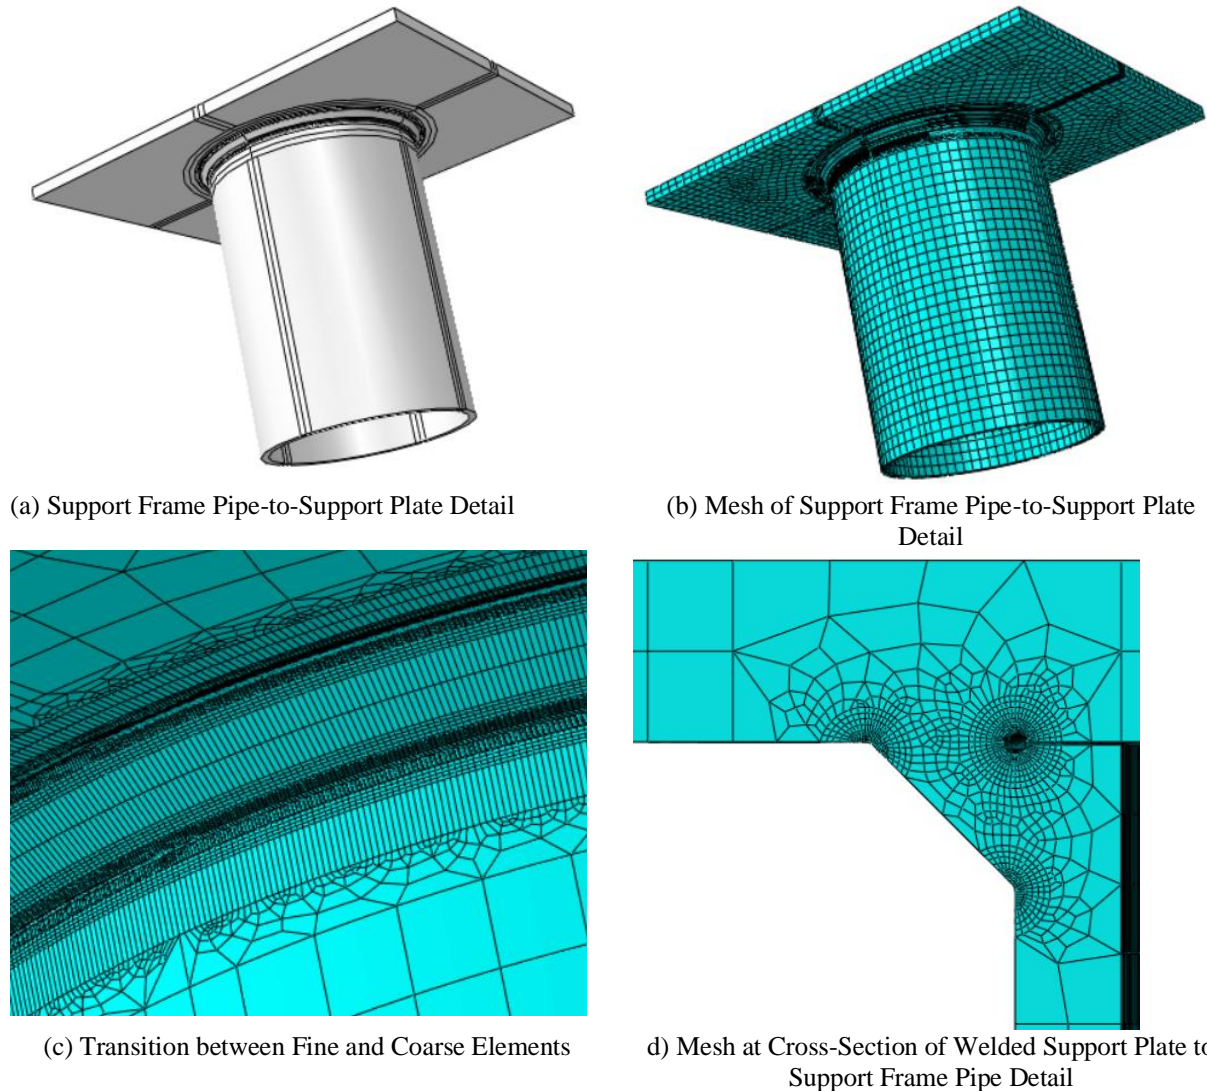 (a) Support Frame Pipe-to-Support Plate Detail
(b) Mesh of Support Frame Pipe-to-Support Plate
Detail
(c) Transition between Fine and Coarse Elements
d) Mesh at Cross-Section of Welded Support Plate to
Support Frame Pipe Detail